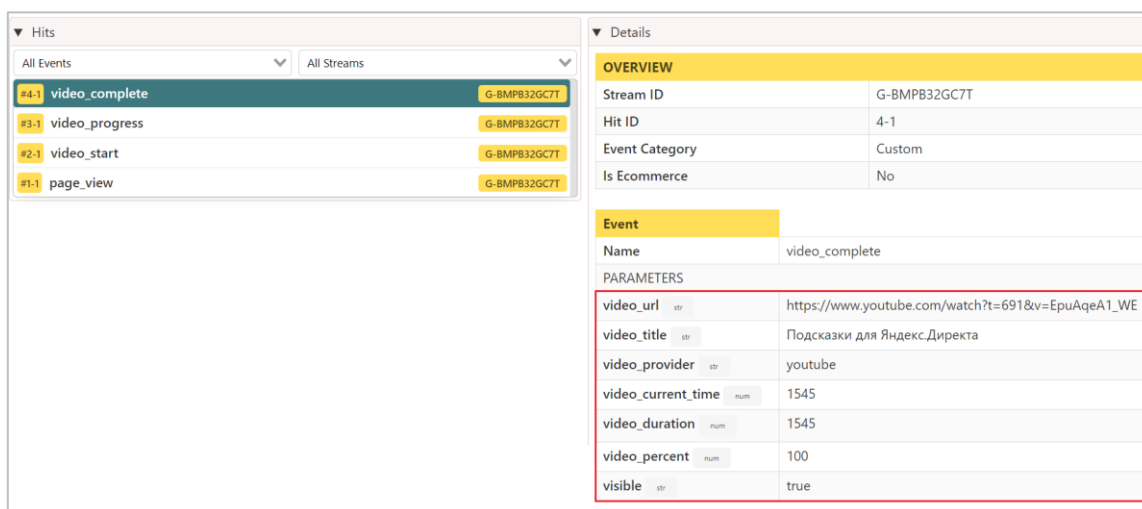 ▼ Hits
All Events All Streams
#4-1 video_complete G-BMPB32GC7T
#3-1 video_progress G-BMPB32GC7T
#2-1 video_start G-BMPB32GC7T
#1-1 page_view G-BMPB32GC7T
▼ Details
OVERVIEW
Stream ID G-BMPB32GC7T
Hit ID 4-1
Event Category Custom
Is Ecommerce No
Event
Name video_complete
PARAMETERS
video_url str https://www.youtube.com/watch?t=691&v=EpuAqeA1_WE
video_title str Подсказки для Яндекс.Директа
video_provider str youtube
video_current_time num 1545
video_duration num 1545
video_percent num 100
visible str true